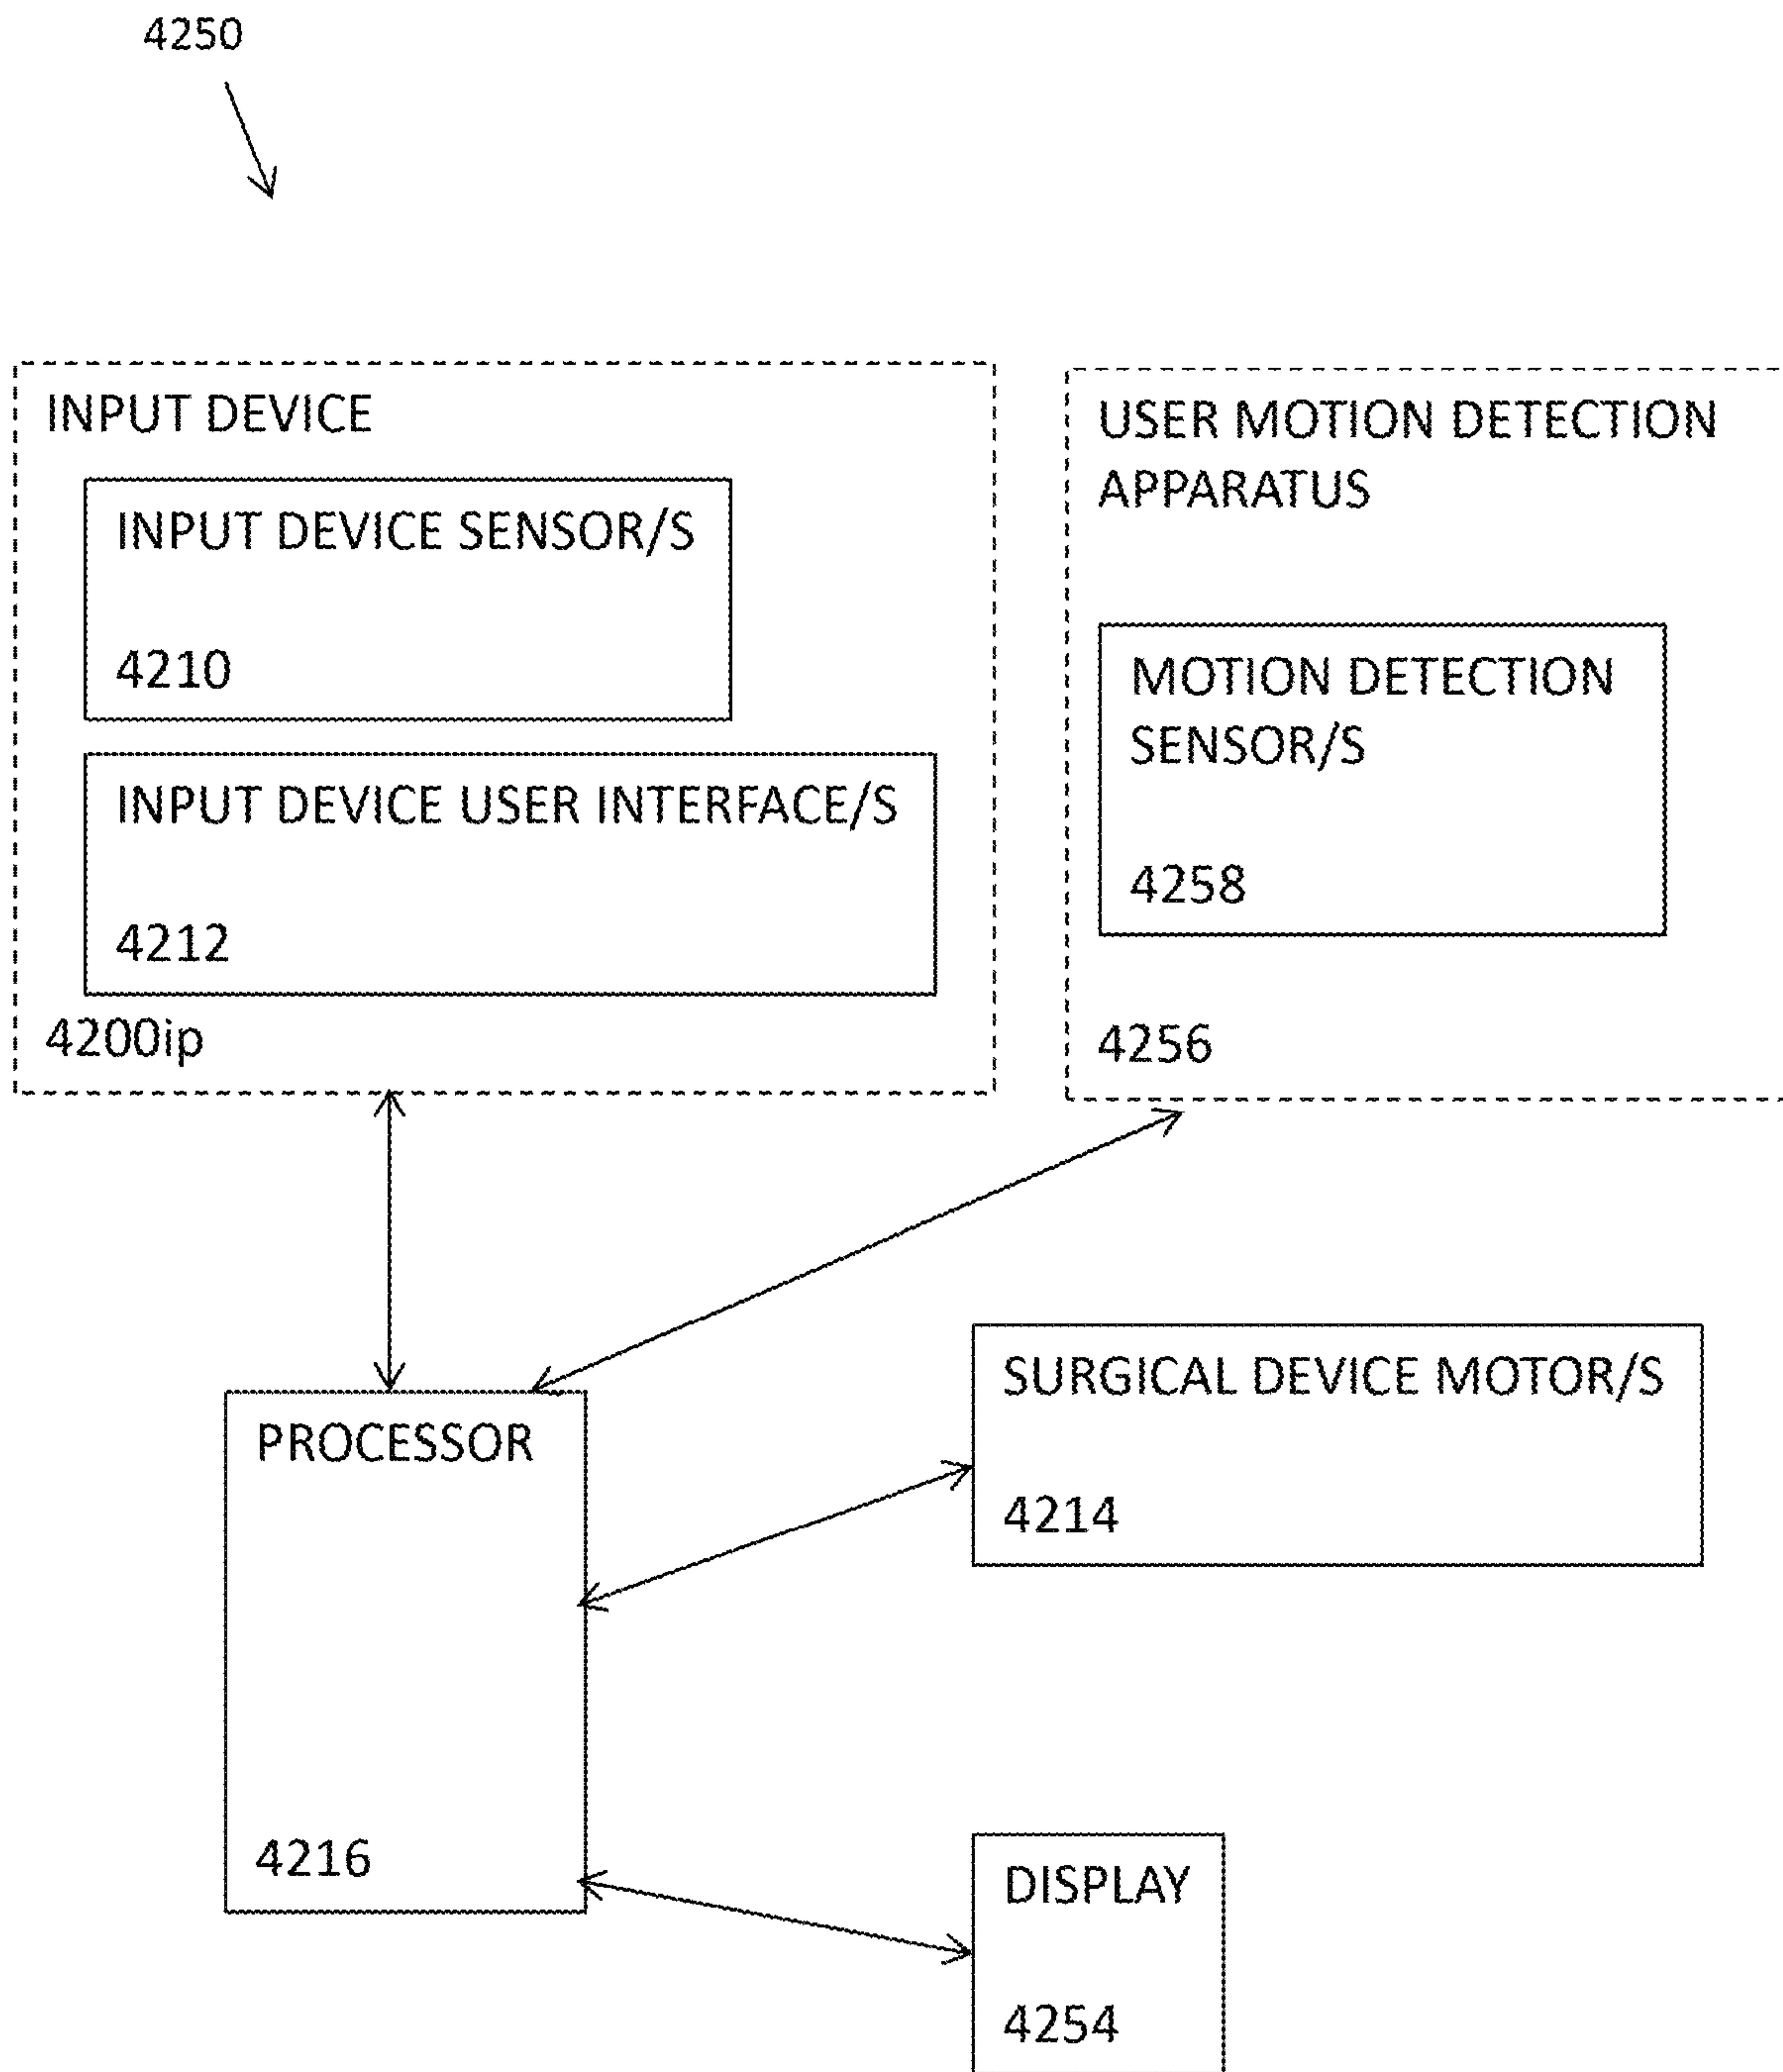 4250
INPUT DEVICE
INPUT DEVICE SENSOR/S
4210
INPUT DEVICE USER INTERFACE/S
4212
4200ip
USER MOTION DETECTION
APPARATUS
MOTION DETECTION
SENSOR/S
4258
4256
PROCESSOR
4216
SURGICAL DEVICE MOTOR/S
4214
DISPLAY
4254